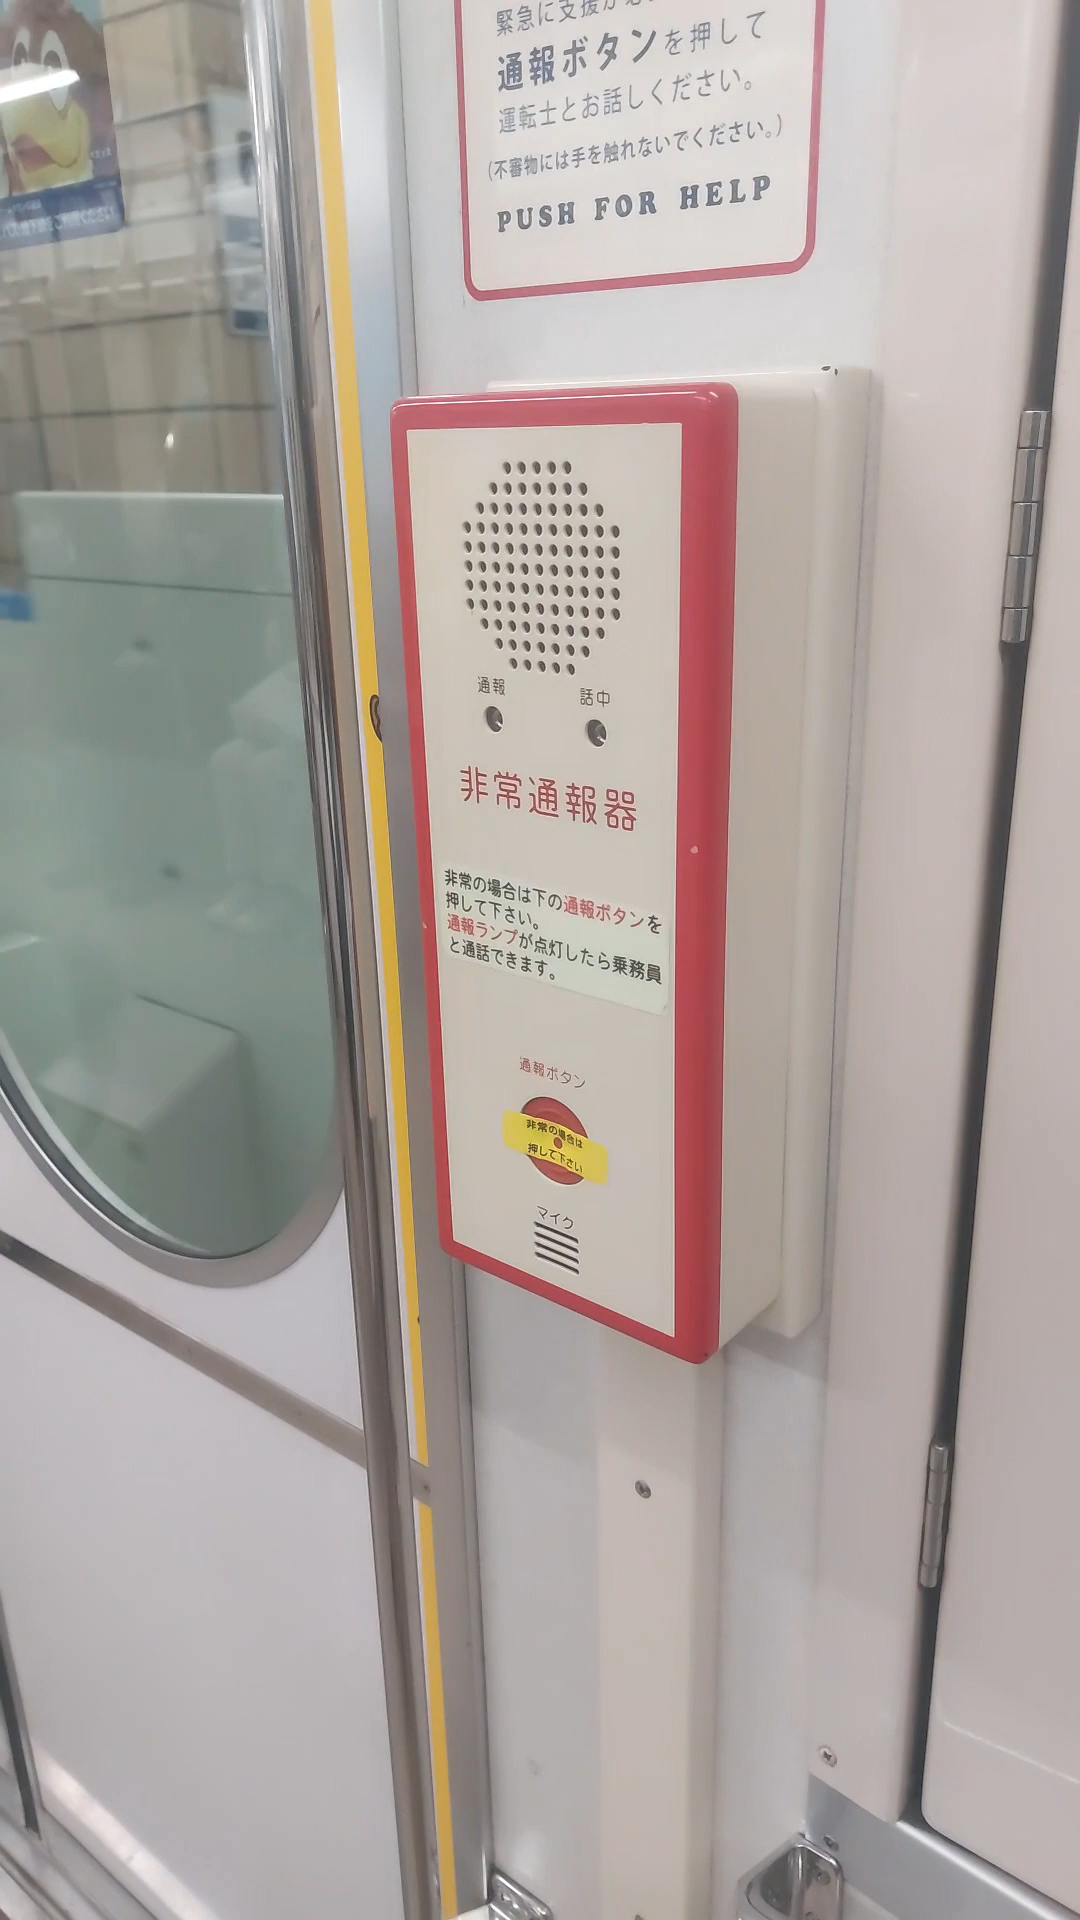 緊急に支援が
通報ボタンを押して
運転士とお話しください。
(不審物には手を触れないでください。)
PUSH FOR HELP
通報
話中
非常通報器
非常の場合は下の通報ボタンを
押して下さい。
通報ランプが点灯したら乗務員
と通話できます。
通報ボタン
非常の場合は
押して下さい
マイク